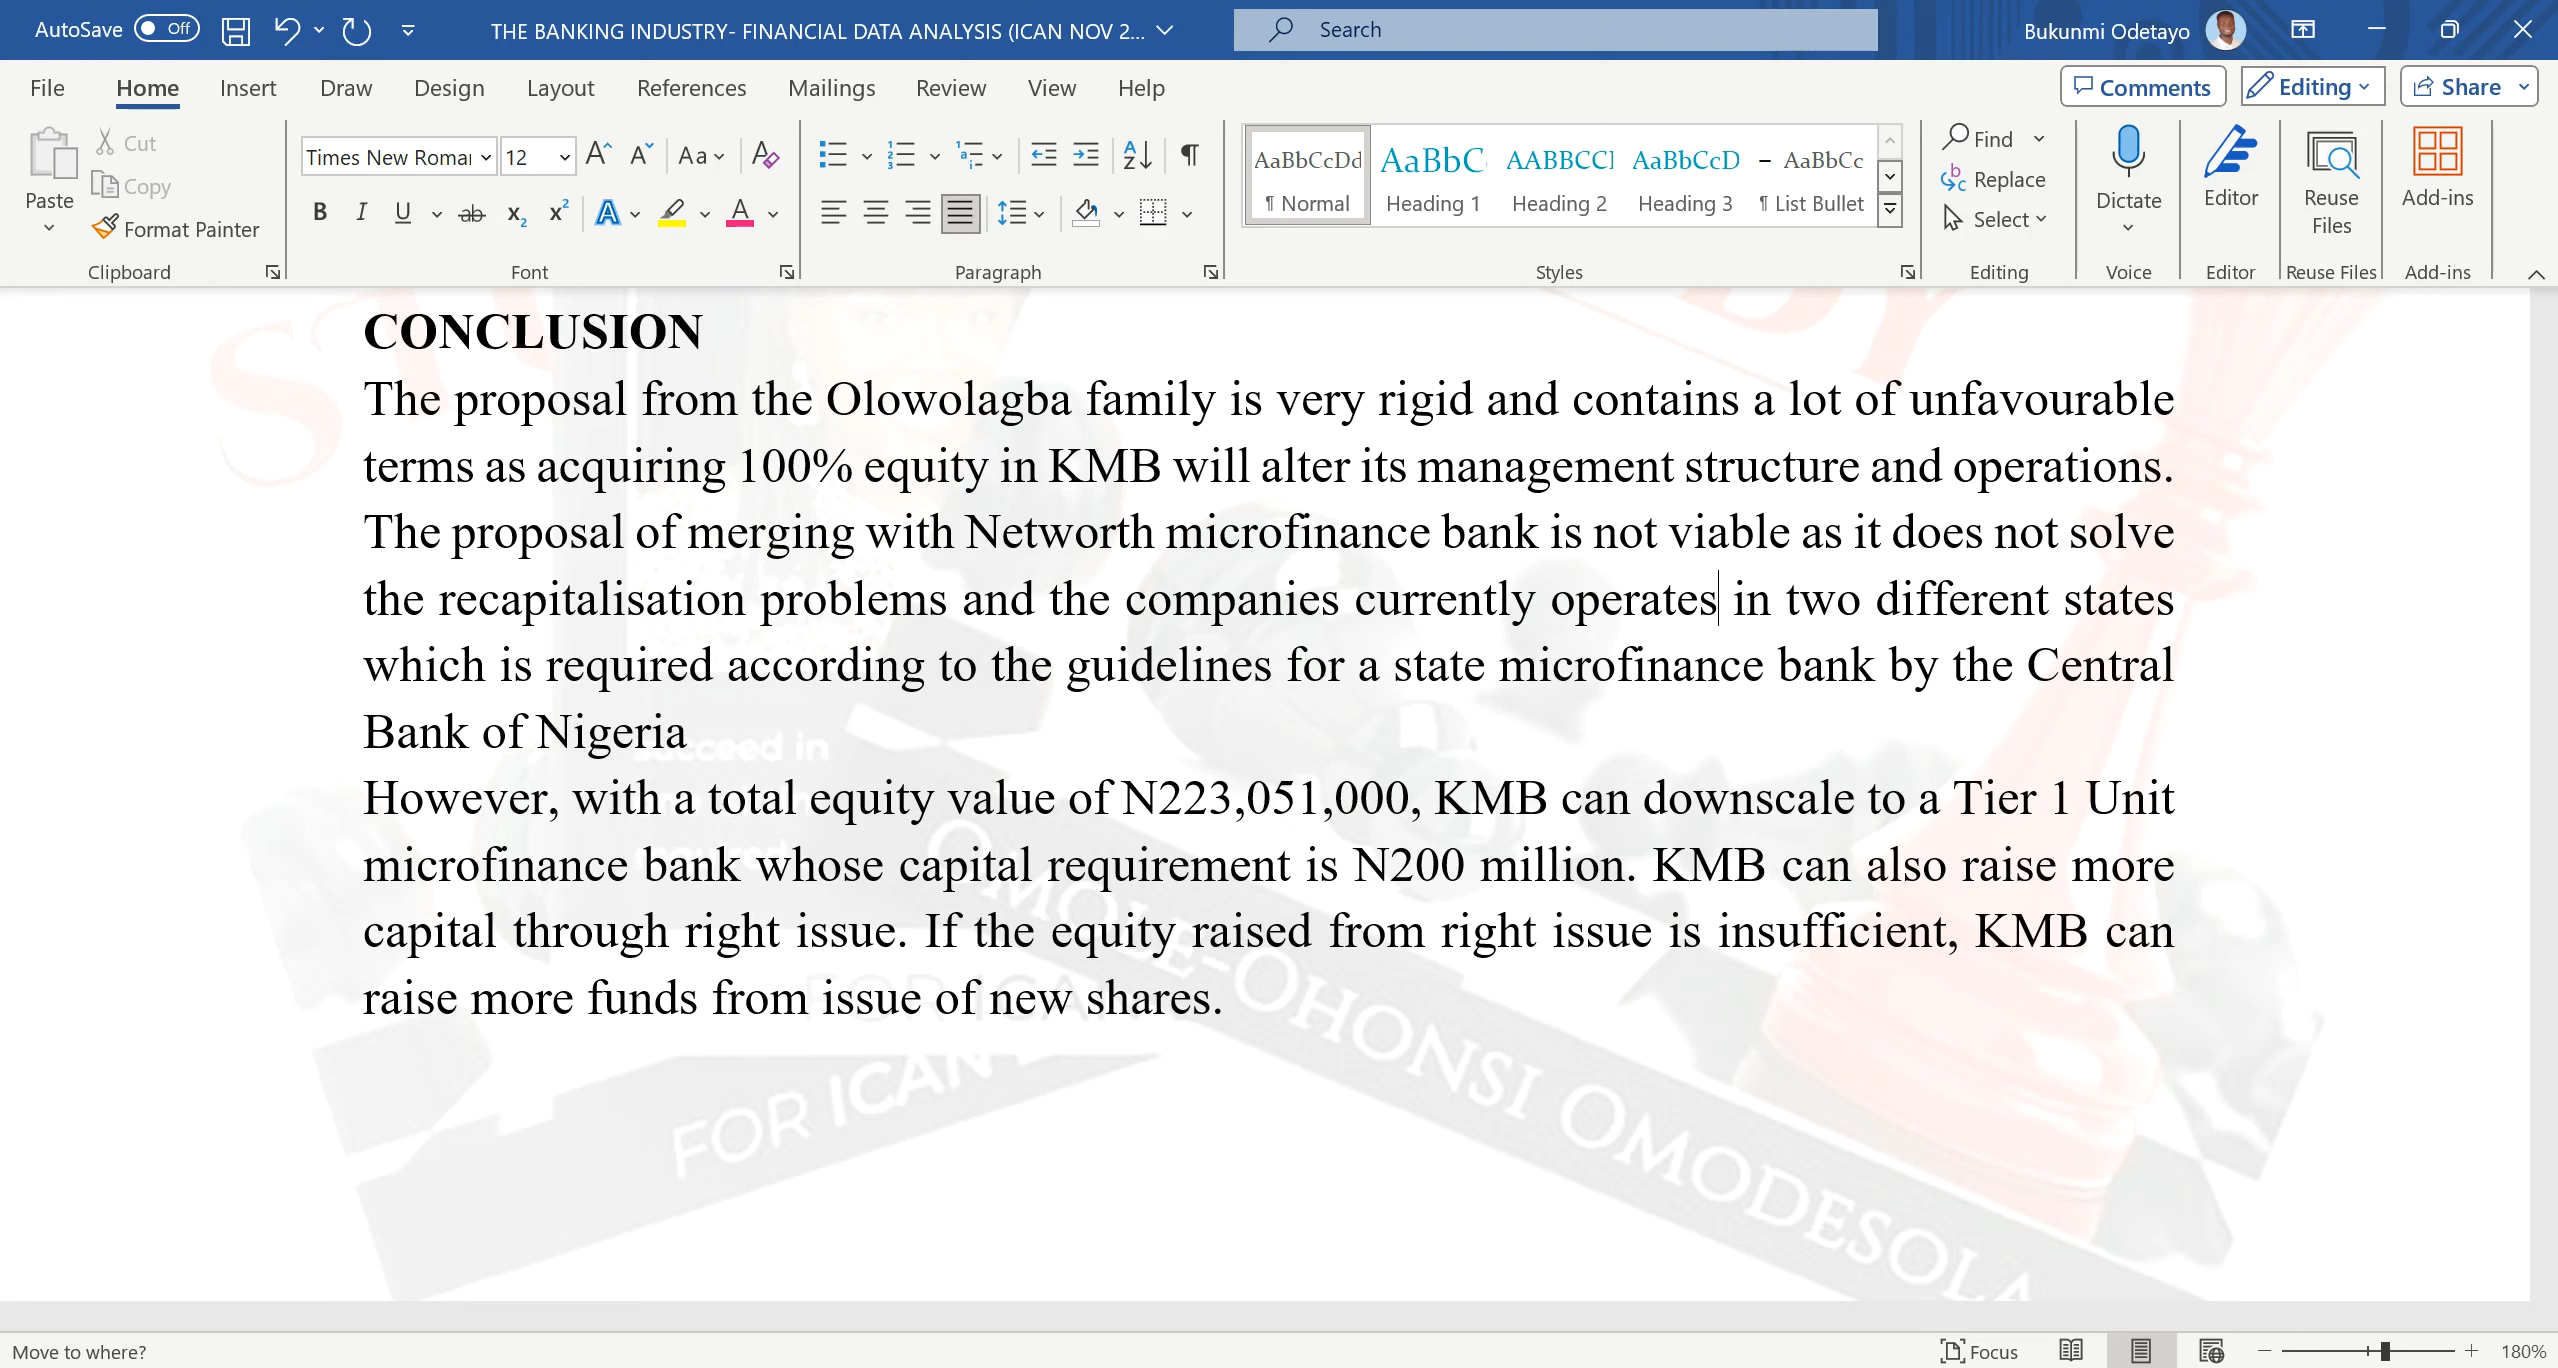 AutoSave Off THE BANKING INDUSTRY- FINANCIAL DATA ANALYSIS (ICAN NOV 2... Search Bukunmi Odetayo
File Home Insert Draw Design Layout References Mailings Review View Help Comments Editing Share
Paste Cut Copy Format Painter Clipboard
Times New Roma 12 Font
Paragraph
AaBbCcDd AaBbC AABBCCI AaBbCcD AaBbCc
¶ Normal Heading 1 Heading 2 Heading 3 ¶ List Bullet
Styles
Find Replace Select Editing
Dictate Voice
Editor Editor
Reuse Files Reuse Files
Add-ins Add-ins
CONCLUSION
The proposal from the Olowolagba family is very rigid and contains a lot of unfavourable
terms as acquiring 100% equity in KMB will alter its management structure and operations.
The proposal of merging with Networth microfinance bank is not viable as it does not solve
the recapitalisation problems and the companies currently operates in two different states
which is required according to the guidelines for a state microfinance bank by the Central
Bank of Nigeria
However, with a total equity value of N223,051,000, KMB can downscale to a Tier 1 Unit
microfinance bank whose capital requirement is N200 million. KMB can also raise more
capital through right issue. If the equity raised from right issue is insufficient, KMB can
raise more funds from issue of new shares.
FOR ICAN
OMOLE-OHONSI OMODESOLA
Move to where? Focus 180%